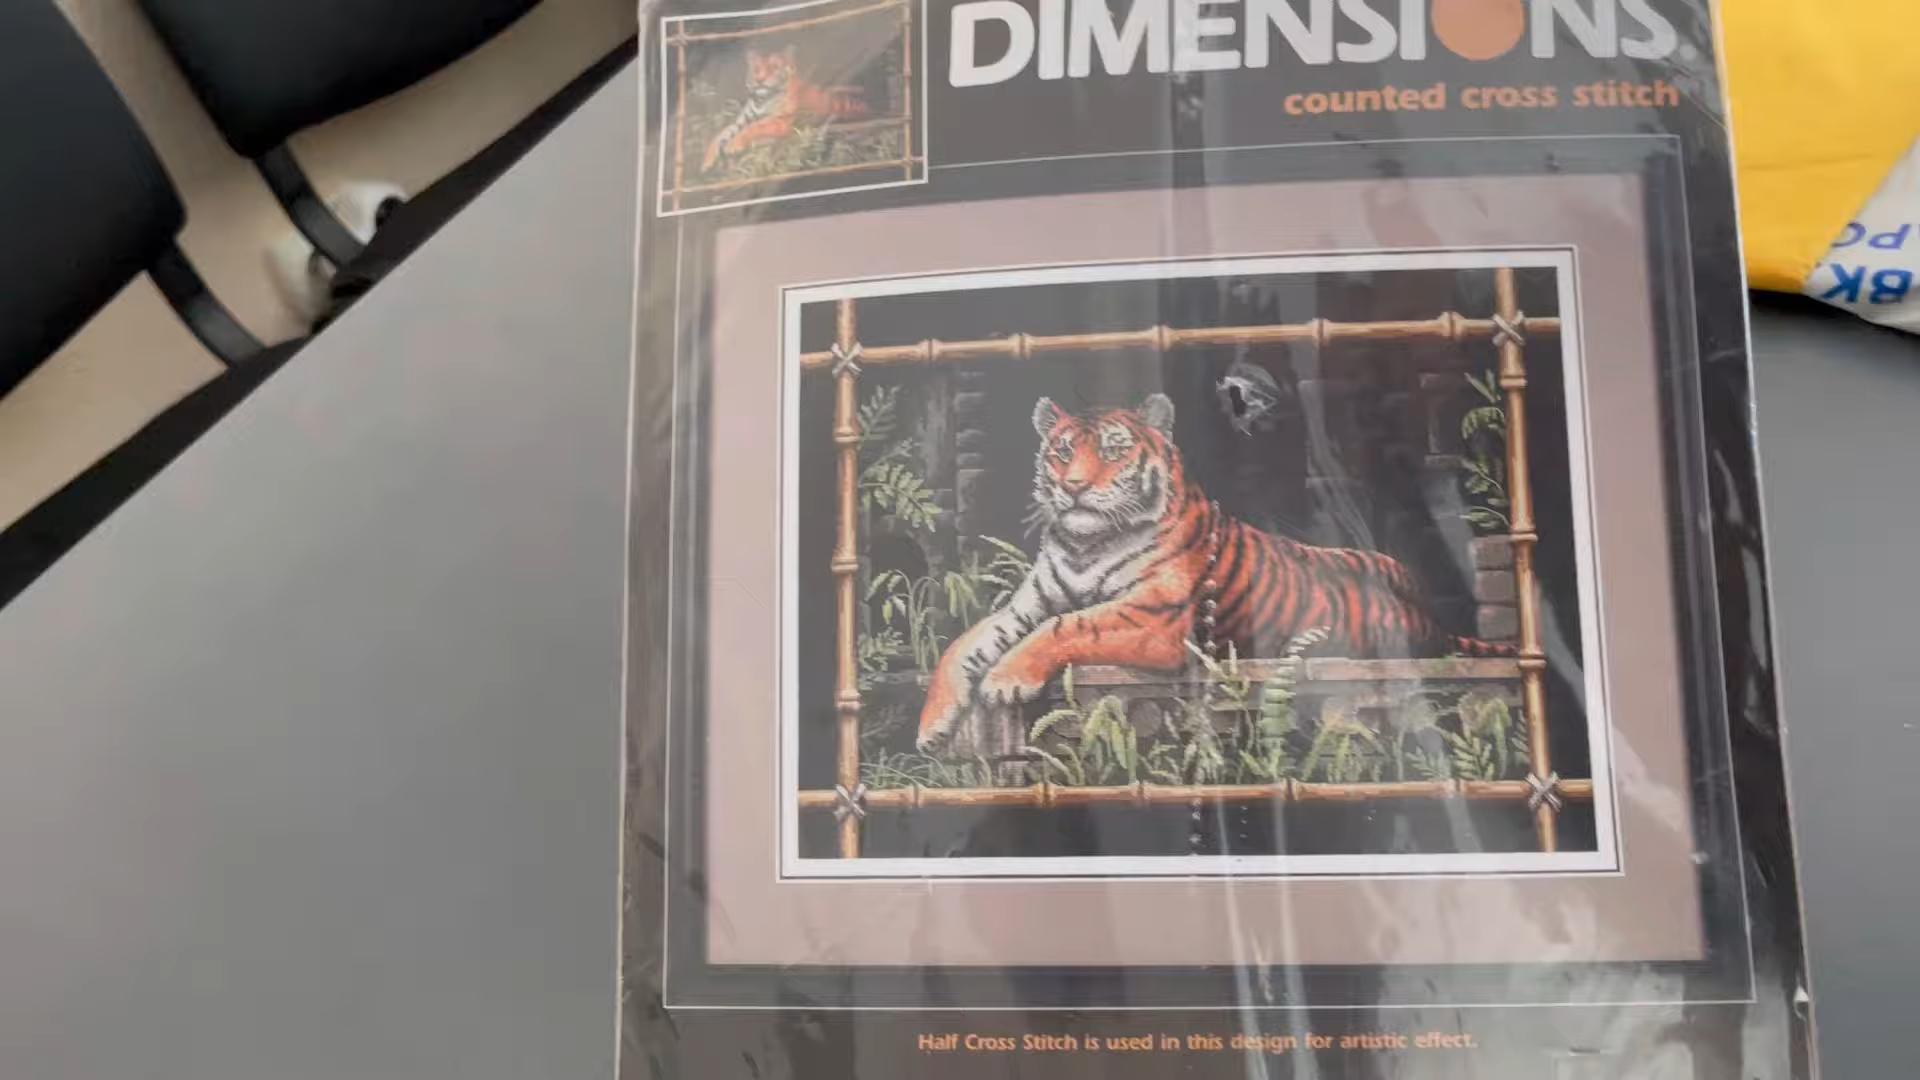 DIMENSIONS
counted cross stitch
Half Cross Stitch is used in this design for artistic effect.